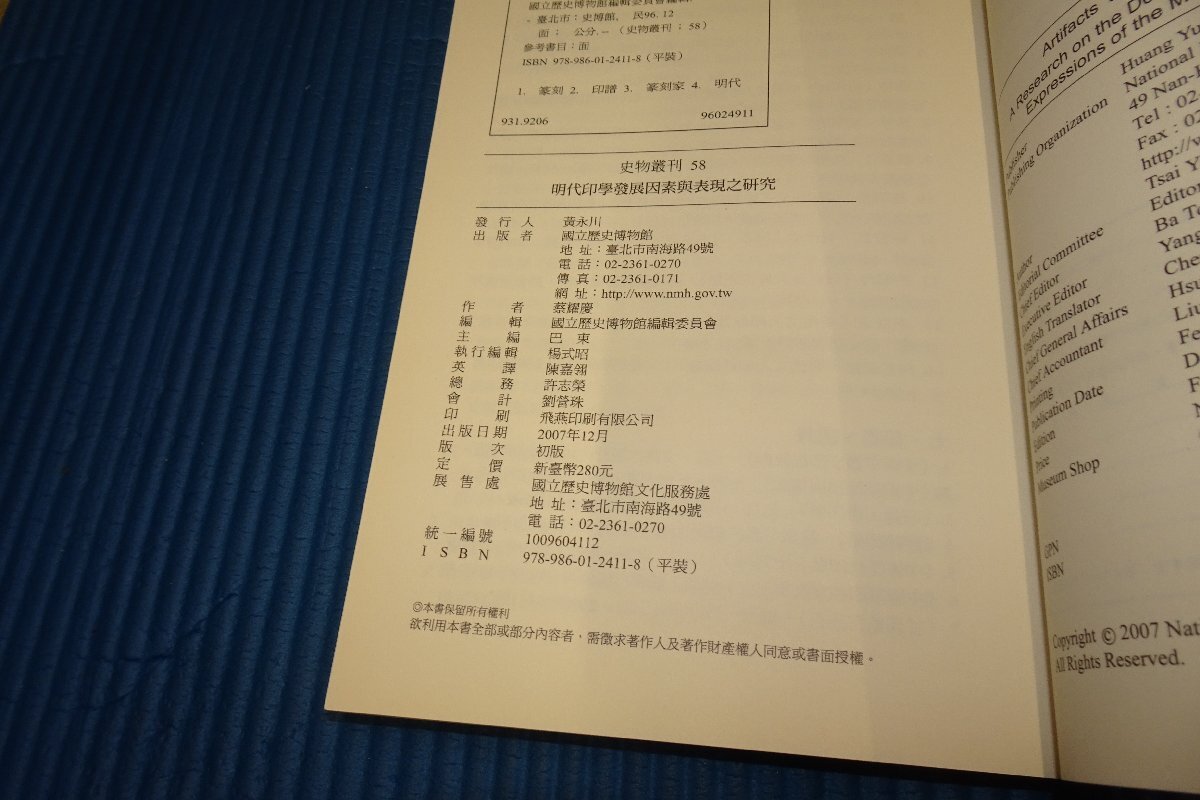 國立歷史博物館編輯委員會編輯.
- 臺北市：史博館， 民96. 12
面； 公分.--（史物叢刊；58）
參考書目：面
ISBN 978-986-01-2411-8（平裝）
1. 篆刻 2. 印譜 3. 篆刻家 4. 明代
931.9206 96024911
史物叢刊 58
明代印學發展因素與表現之研究
發行人 黃永川
出版者 國立歷史博物館
地 址：臺北市南海路49號
電 話：02-2361-0270
傳 真：02-2361-0171
網 址：http://www.nmh.gov.tw
作者 蔡耀慶
編輯 國立歷史博物館編輯委員會
主編 巴東
執行編輯 楊式昭
英譯 陳嘉翎
總務 許志榮
會計 劉營珠
印刷 飛燕印刷有限公司
出版日期 2007年12月
版次 初版
定價 新臺幣280元
展售處 國立歷史博物館文化服務處
地 址：臺北市南海路49號
電 話：02-2361-0270
統一編號 1009604112
ISBN 978-986-01-2411-8（平裝）
◎本書保留所有權利
欲利用本書全部或部分內容者，需徵求著作人及著作財產權人同意或書面授權。
Artifacts
A Research on the De
Expressions of the M
Publisher Huang Yu
Publishing Organization National
49 Nan-H
Tel : 02
Fax : 02
http://w
Author Tsai Y
Editorial Committee Editor
Chief Editor Ba To
Executive Editor Yang
English Translator Che
Chief General Affairs Hsu
Chief Accountant Liu
Printing Fe
Publication Date D
Edition F
Price N
Museum Shop
GPN
ISBN
Copyright © 2007 Nat
All Rights Reserved.